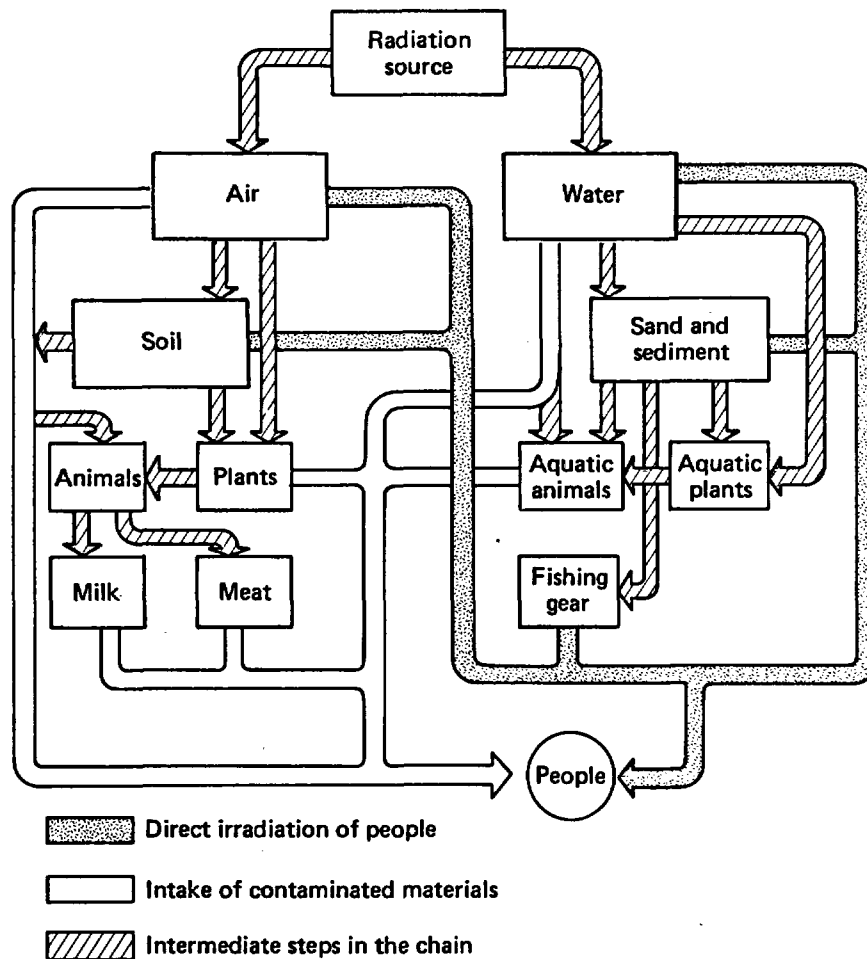 Radiation
source
Air
Water
Soil
Sand and
sediment
Animals
Plants
Aquatic
animals
Aquatic
plants
Milk
Meat
Fishing
gear
People
Direct irradiation of people
Intake of contaminated materials
Intermediate steps in the chain